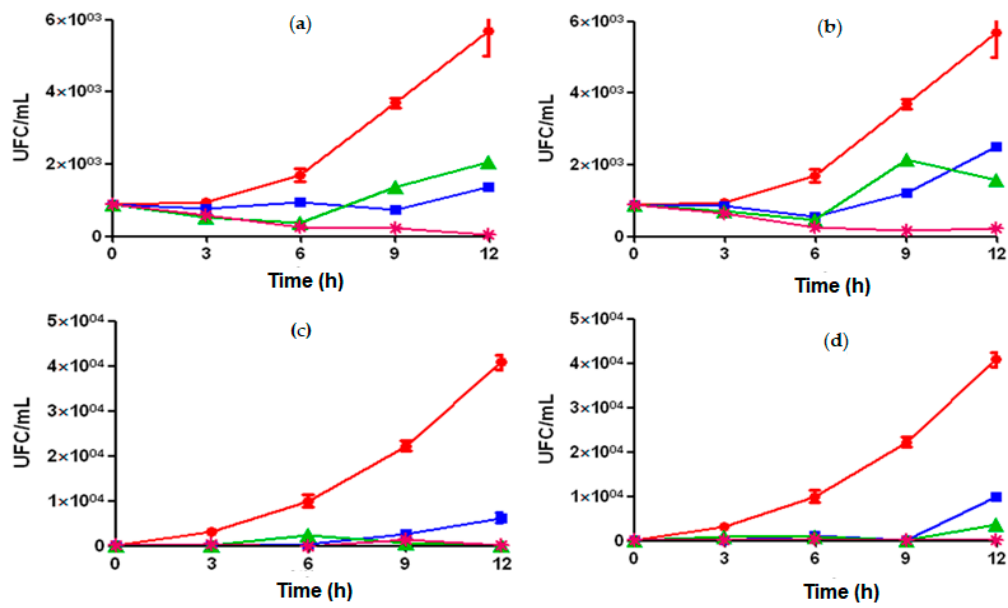 (a)
6×10⁰³
4×10⁰³
2×10⁰³
0
UFC/mL
0 3 6 9 12
Time (h)
(b)
6×10⁰³
4×10⁰³
2×10⁰³
0
UFC/mL
0 3 6 9 12
Time (h)
(c)
5×10⁰⁴
4×10⁰⁴
3×10⁰⁴
2×10⁰⁴
1×10⁰⁴
0
UFC/mL
0 3 6 9 12
Time (h)
(d)
5×10⁰⁴
4×10⁰⁴
3×10⁰⁴
2×10⁰⁴
1×10⁰⁴
0
UFC/mL
0 3 6 9 12
Time (h)